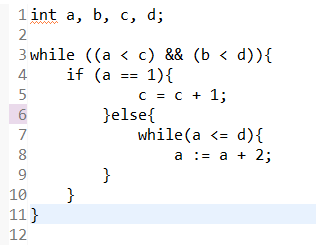 1 int a, b, c, d;
2
3 while ((a < c) && (b < d)){
4     if (a == 1){
5             c = c + 1;
6         }else{
7             while(a <= d){
8                 a := a + 2;
9         }
10     }
11 }
12